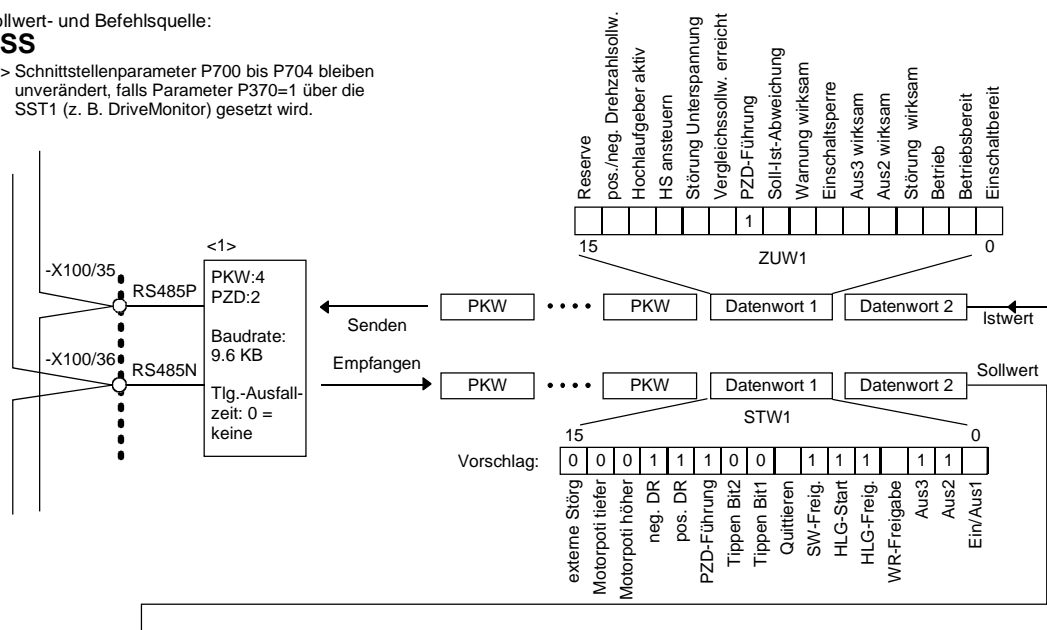 ollwert- und Befehlsquelle:
SS
> Schnittstellenparameter P700 bis P704 bleiben
unverändert, falls Parameter P370=1 über die
SST1 (z. B. DriveMonitor) gesetzt wird.
Reserve
pos./neg. Drehzahlsollw.
Hochlaufgeber aktiv
HS ansteuern
Störung Unterspannung
Vergleichssollw. erreicht
PZD-Führung
Soll-Ist-Abweichung
Warnung wirksam
Einschaltsperre
Aus3 wirksam
Aus2 wirksam
Störung wirksam
Betrieb
Betriebsbereit
Einschaltbereit
1
15 0
ZUW1
<1>
-X100/35
RS485P
-X100/36
RS485N
PKW:4
PZD:2
Baudrate:
9.6 KB
Tlg.-Ausfall-
zeit: 0 =
keine
Senden
PKW PKW Datenwort 1 Datenwort 2
Istwert
Empfangen
PKW PKW Datenwort 1 Datenwort 2
Sollwert
STW1
15 0
Vorschlag: 0 0 0 1 1 1 0 0 1 1 1 1 1
externe Störg
Motorpoti tiefer
Motorpoti höher
neg. DR
pos. DR
PZD-Führung
Tippen Bit2
Tippen Bit1
Quittieren
SW-Freig.
HLG-Start
HLG-Freig.
WR-Freigabe
Aus3
Aus2
Ein/Aus1